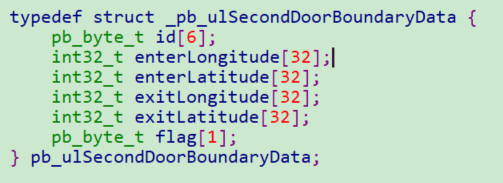 typedef struct _pb_ulSecondDoorBoundaryData {
    pb_byte_t id[6];
    int32_t enterLongitude[32];
    int32_t enterLatitude[32];
    int32_t exitLongitude[32];
    int32_t exitLatitude[32];
    pb_byte_t flag[1];
} pb_ulSecondDoorBoundaryData;